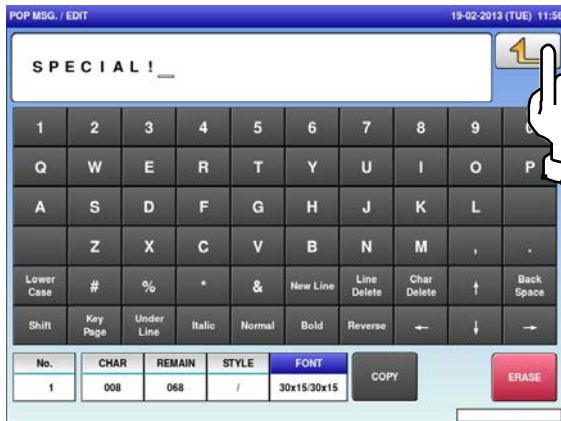 POP MSG. / EDIT 19-02-2013 (TUE) 11:56
SPECIAL!_
1 2 3 4 5 6 7 8 9
Q W E R T Y U I O P
A S D F G H J K L
Z X C V B N M , .
Lower Case # % * & New Line Line Delete Char Delete ↑ Back Space
Shift Key Page Under Line Italic Normal Bold Reverse ← ↓ →
No. CHAR REMAIN STYLE FONT COPY ERASE
1 008 068 / 30x15/30x15